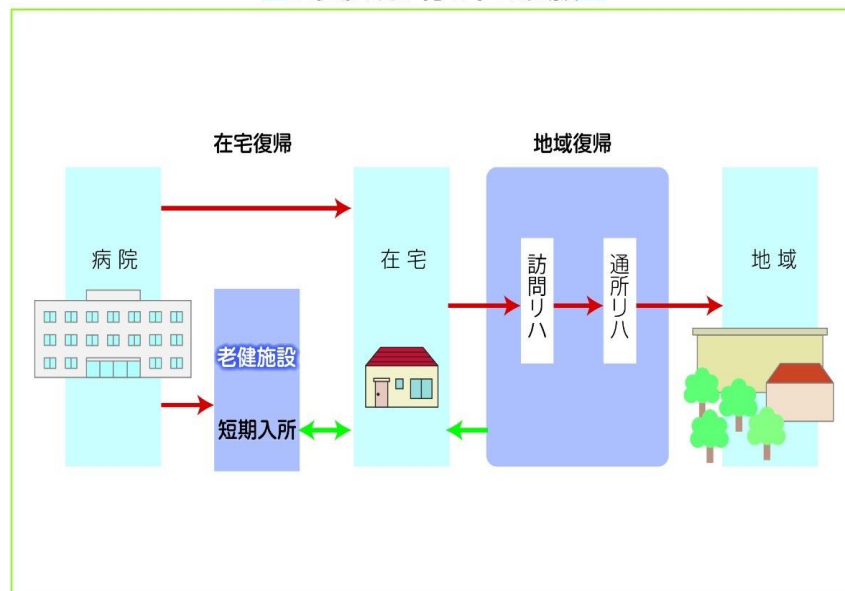 在宅復帰
地域復帰
病院
在宅
地域
訪問リハ
通所リハ
老健施設
短期入所